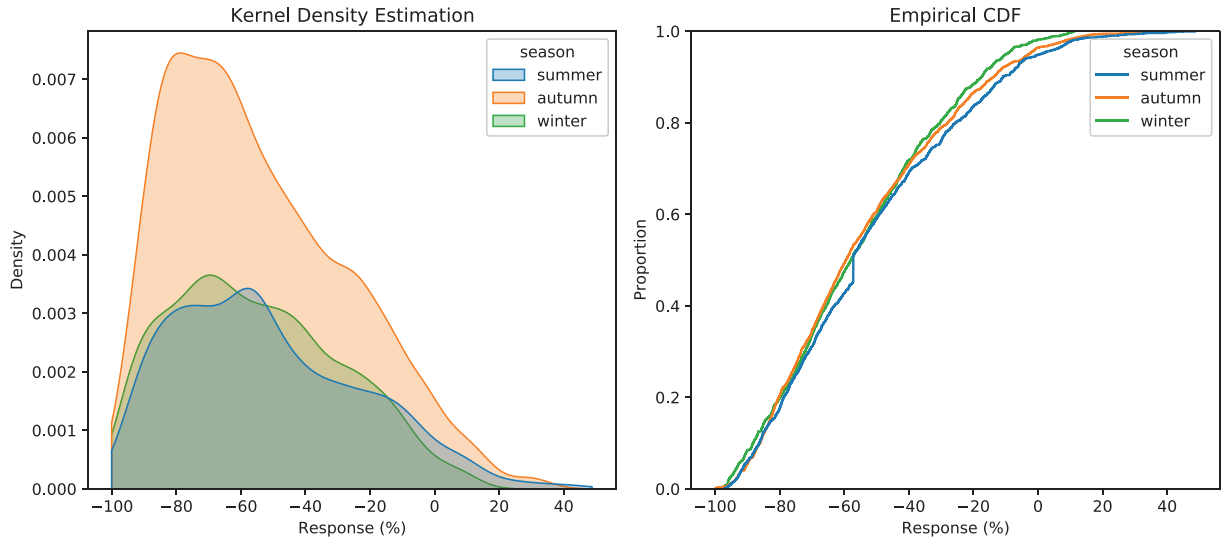 Kernel Density Estimation
season
summer
autumn
winter
0.007
0.006
0.005
0.004
0.003
0.002
0.001
0.000
Density
−100
−80
−60
−40
−20
0
20
40
Response (%)
Empirical CDF
season
summer
autumn
winter
1.0
0.8
0.6
0.4
0.2
0.0
Proportion
−100
−80
−60
−40
−20
0
20
40
Response (%)